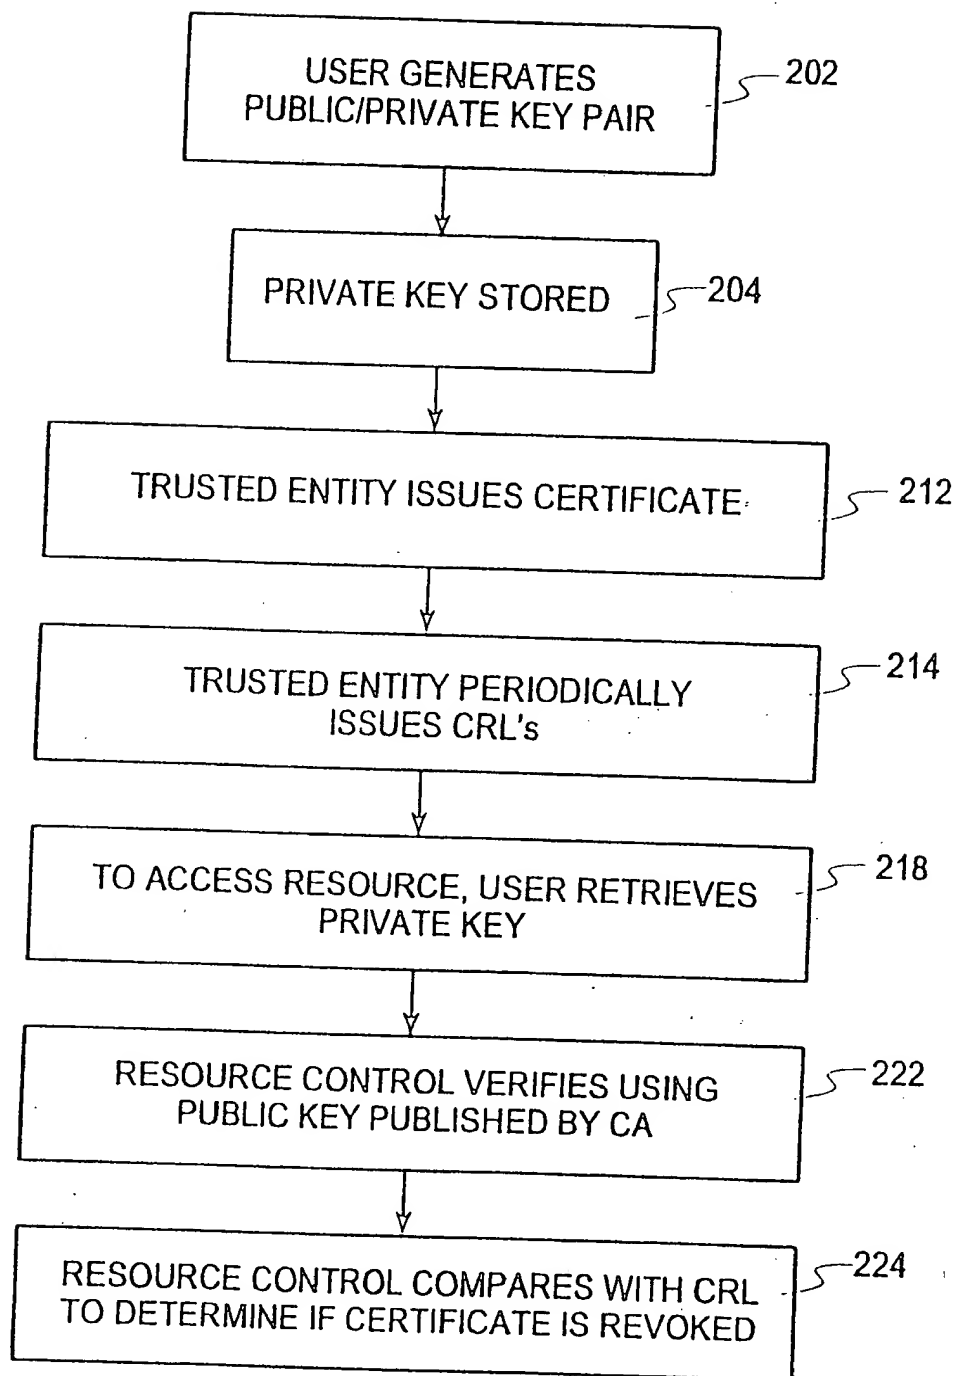 USER GENERATES
PUBLIC/PRIVATE KEY PAIR
202
PRIVATE KEY STORED
204
TRUSTED ENTITY ISSUES CERTIFICATE
212
TRUSTED ENTITY PERIODICALLY
ISSUES CRL's
214
TO ACCESS RESOURCE, USER RETRIEVES
PRIVATE KEY
218
RESOURCE CONTROL VERIFIES USING
PUBLIC KEY PUBLISHED BY CA
222
RESOURCE CONTROL COMPARES WITH CRL
TO DETERMINE IF CERTIFICATE IS REVOKED
224